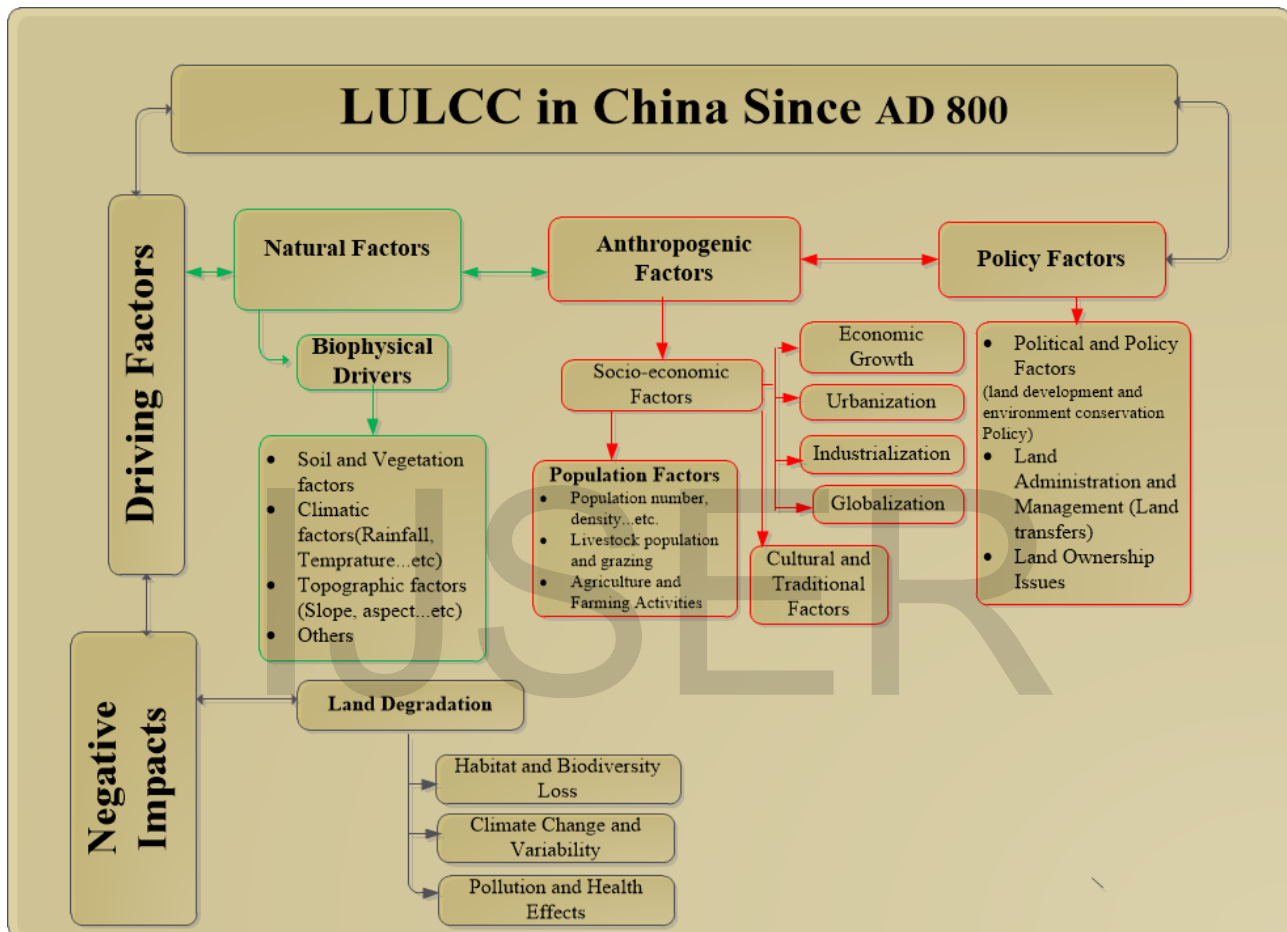 LULCC in China Since AD 800
Driving Factors
Natural Factors
Anthropogenic
Factors
Policy Factors
Biophysical
Drivers
• Soil and Vegetation
factors
• Climatic
factors(Rainfall,
Temprature...etc)
• Topographic factors
(Slope, aspect...etc)
• Others
Socio-economic
Factors
Economic
Growth
Urbanization
Industrialization
Globalization
Population Factors
• Population number,
density...etc.
• Livestock population
and grazing
• Agriculture and
Farming Activities
Cultural and
Traditional
Factors
• Political and Policy
Factors
(land development and
environment conservation
Policy)
• Land
Administration and
Management (Land
transfers)
• Land Ownership
Issues
IJSER
Negative
Impacts
Land Degradation
Habitat and Biodiversity
Loss
Climate Change and
Variability
Pollution and Health
Effects